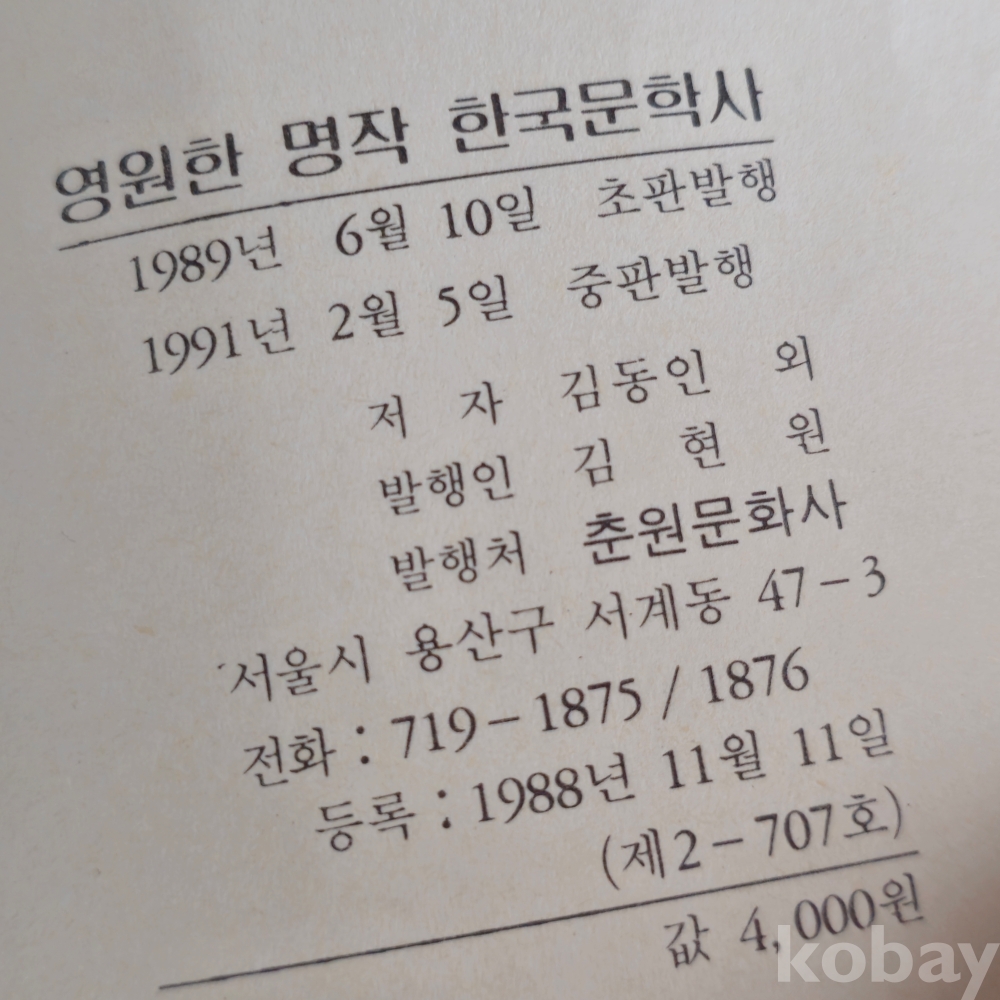 영원한 명작 한국문학사
1989년 6월 10일 초판발행
1991년 2월 5일 중판발행
저 자 김동인 외
발행인 김 현 원
발행처 춘원문화사
서울시 용산구 서계동 47-3
전화 : 719-1875 / 1876
등록 : 1988년 11월 11일
(제2-707호)
값 4,000원
kobay